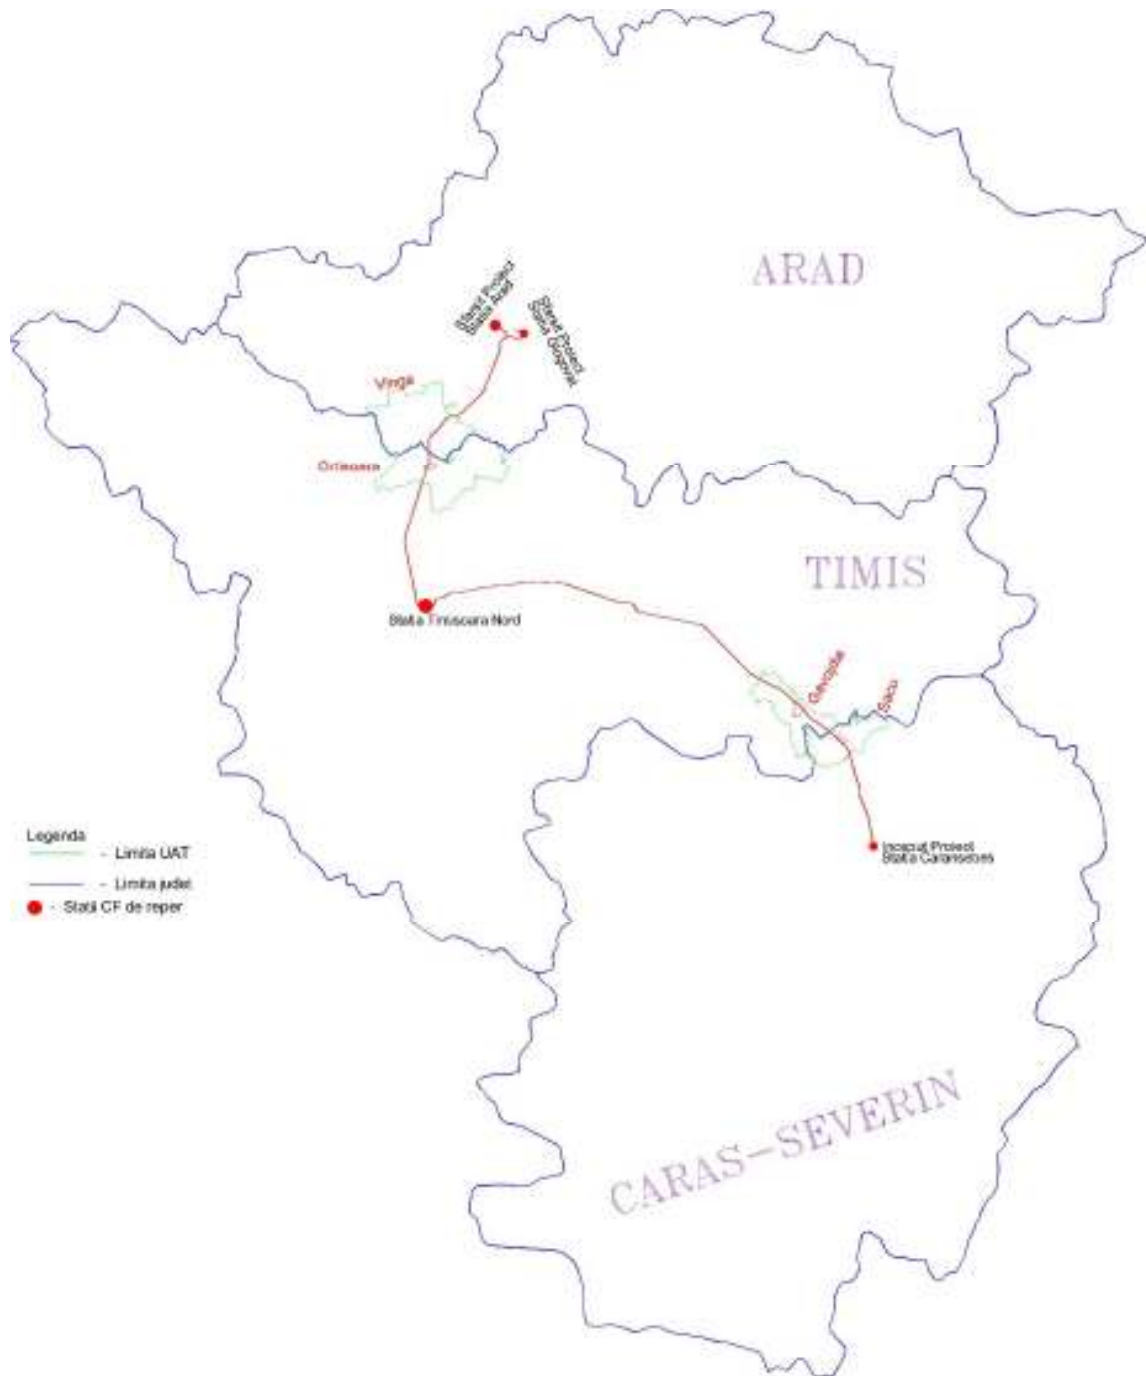 ARAD
Sfarsit Proiect
Statia Arad
Sfarsit Proiect
Statia Glogovat
Vinga
Ortisoara
TIMIS
Statia Timisoara Nord
Gavojdia
Sacu
Legenda
- Limita UAT
- Limita judet
- Statii CF de reper
Inceput Proiect
Statia Caransebes
CARAS-SEVERIN